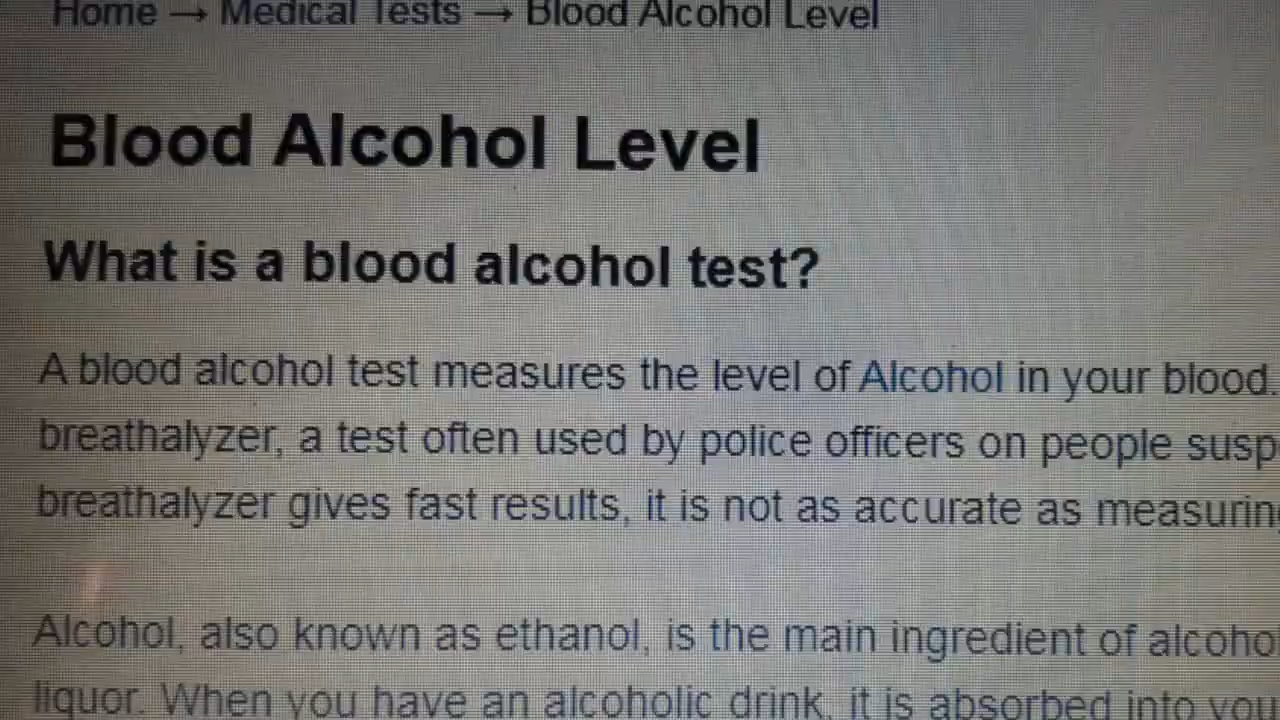 Home → Medical Tests → Blood Alcohol Level
Blood Alcohol Level
What is a blood alcohol test?
A blood alcohol test measures the level of Alcohol in your blood.
breathalyzer, a test often used by police officers on people susp
breathalyzer gives fast results, it is not as accurate as measurin
Alcohol, also known as ethanol, is the main ingredient of alcoho
liquor. When you have an alcoholic drink, it is absorbed into you